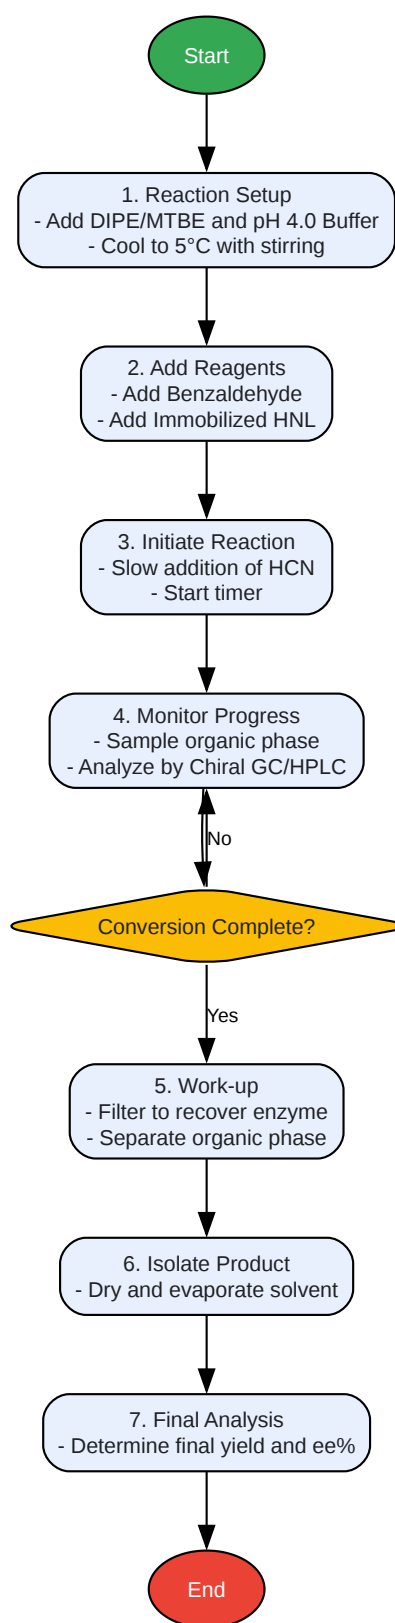 Start
1. Reaction Setup
- Add DIPE/MTBE and pH 4.0 Buffer
- Cool to 5°C with stirring
2. Add Reagents
- Add Benzaldehyde
- Add Immobilized HNL
3. Initiate Reaction
- Slow addition of HCN
- Start timer
4. Monitor Progress
- Sample organic phase
- Analyze by Chiral GC/HPLC
No
Conversion Complete?
Yes
5. Work-up
- Filter to recover enzyme
- Separate organic phase
6. Isolate Product
- Dry and evaporate solvent
7. Final Analysis
- Determine final yield and ee%
End